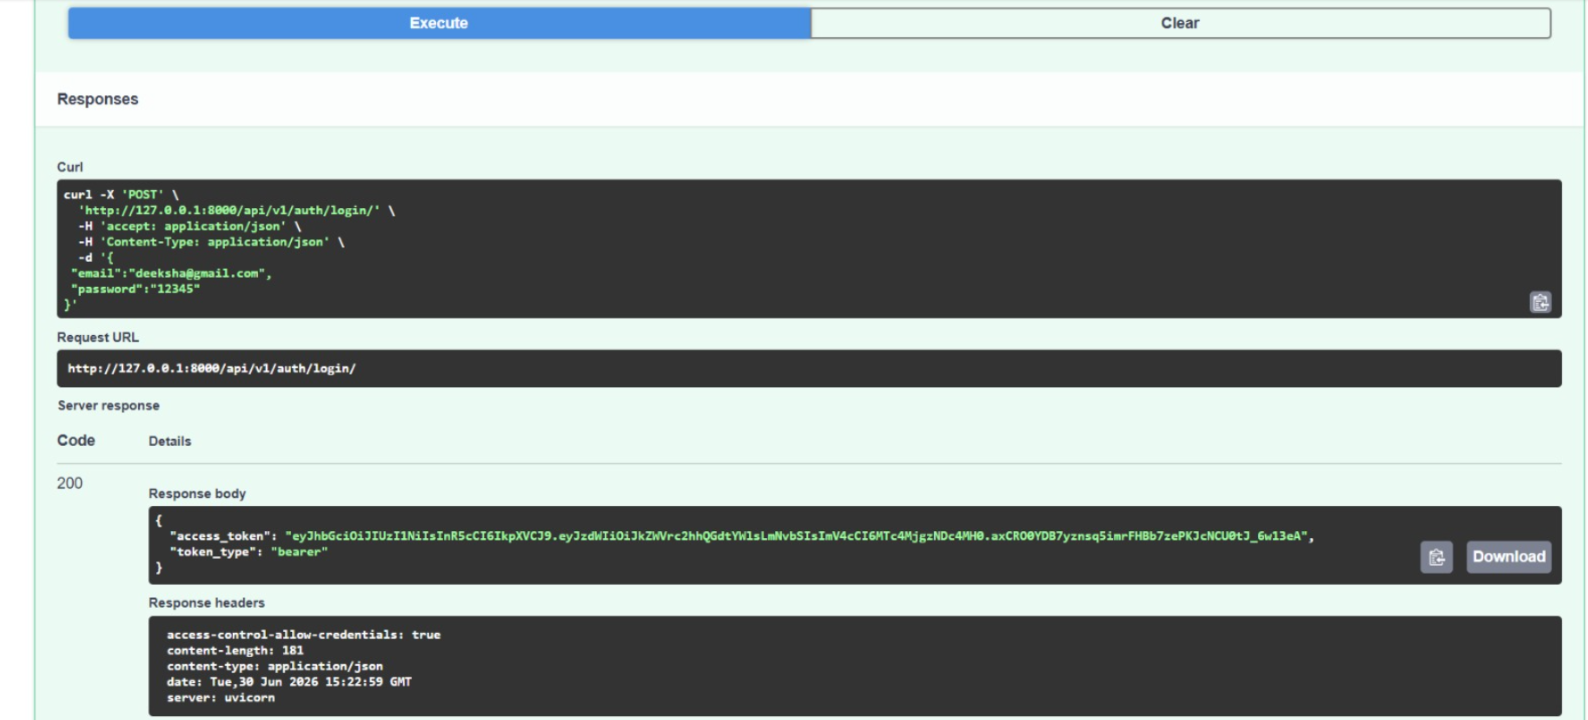 Execute
Clear
Responses
Curl
curl -X 'POST' \
'http://127.0.0.1:8000/api/v1/auth/login/' \
-H 'accept: application/json' \
-H 'Content-Type: application/json' \
-d '{
"email":"deeksha@gmail.com",
"password":"12345"
}'
Request URL
http://127.0.0.1:8000/api/v1/auth/login/
Server response
Code Details
200
Response body
{
"access_token": "eyJhbGciOiJIUzI1NiIsInR5cCI6IkpXVCJ9.eyJzdWIiOiJkZWVrc2hhQGdtYWlsLmNvbSIsImV4cCI6MTc4MjgzNDc4MH0.axCRO0YDB7yznsq5imrFHBb7zePKJcNCU0tJ_6w13eA",
"token_type": "bearer"
}
Download
Response headers
access-control-allow-credentials: true
content-length: 181
content-type: application/json
date: Tue,30 Jun 2026 15:22:59 GMT
server: uvicorn